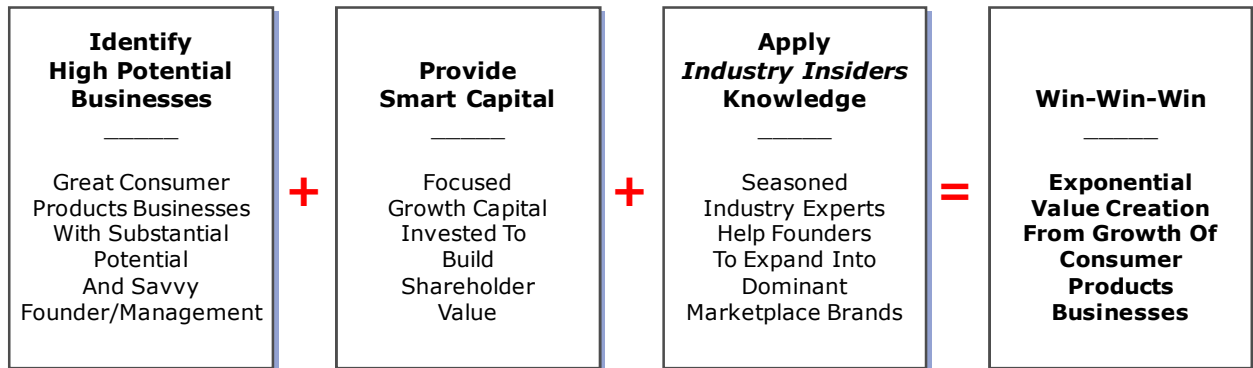 Identify
High Potential
Businesses
_____
Great Consumer
Products Businesses
With Substantial
Potential
And Savvy
Founder/Management
+
Provide
Smart Capital
_____
Focused
Growth Capital
Invested To
Build
Shareholder
Value
+
Apply
Industry Insiders
Knowledge
_____
Seasoned
Industry Experts
Help Founders
To Expand Into
Dominant
Marketplace Brands
=
Win-Win-Win
_____
Exponential
Value Creation
From Growth Of
Consumer
Products
Businesses